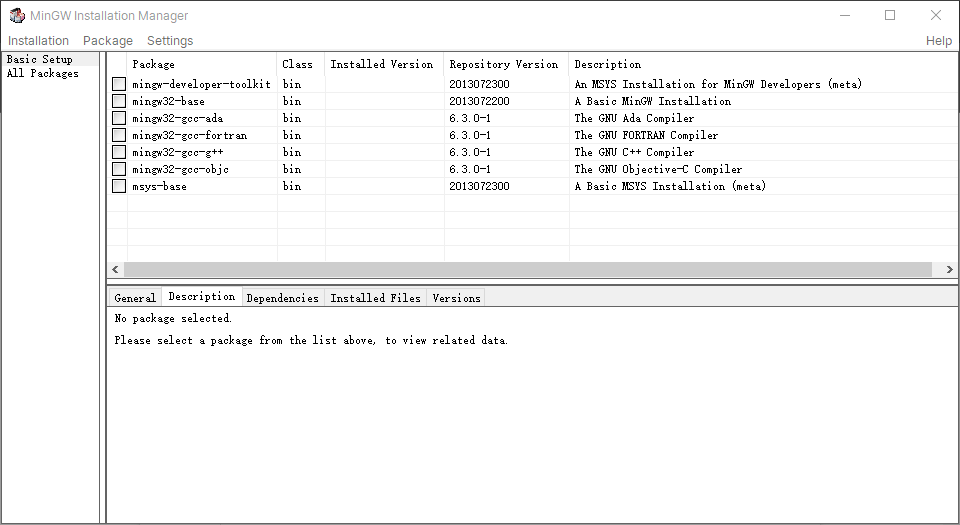 MinGW Installation Manager
Installation Package Settings Help
Basic Setup
All Packages
Package Class Installed Version Repository Version Description
mingw-developer-toolkit bin 2013072300 An MSYS Installation for MinGW Developers (meta)
mingw32-base bin 2013072200 A Basic MinGW Installation
mingw32-gcc-ada bin 6.3.0-1 The GNU Ada Compiler
mingw32-gcc-fortran bin 6.3.0-1 The GNU FORTRAN Compiler
mingw32-gcc-g++ bin 6.3.0-1 The GNU C++ Compiler
mingw32-gcc-objc bin 6.3.0-1 The GNU Objective-C Compiler
msys-base bin 2013072300 A Basic MSYS Installation (meta)
General Description Dependencies Installed Files Versions
No package selected.
Please select a package from the list above, to view related data.